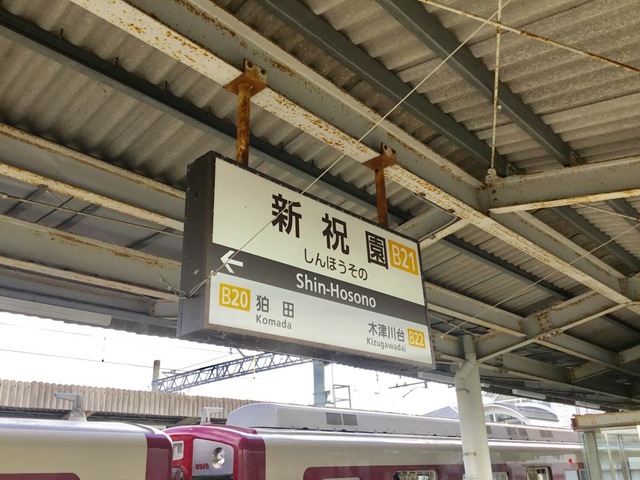 新祝園 B21
しんほうその
Shin-Hosono
B20 狛田
Komada
木津川台 B22
Kizugawadai